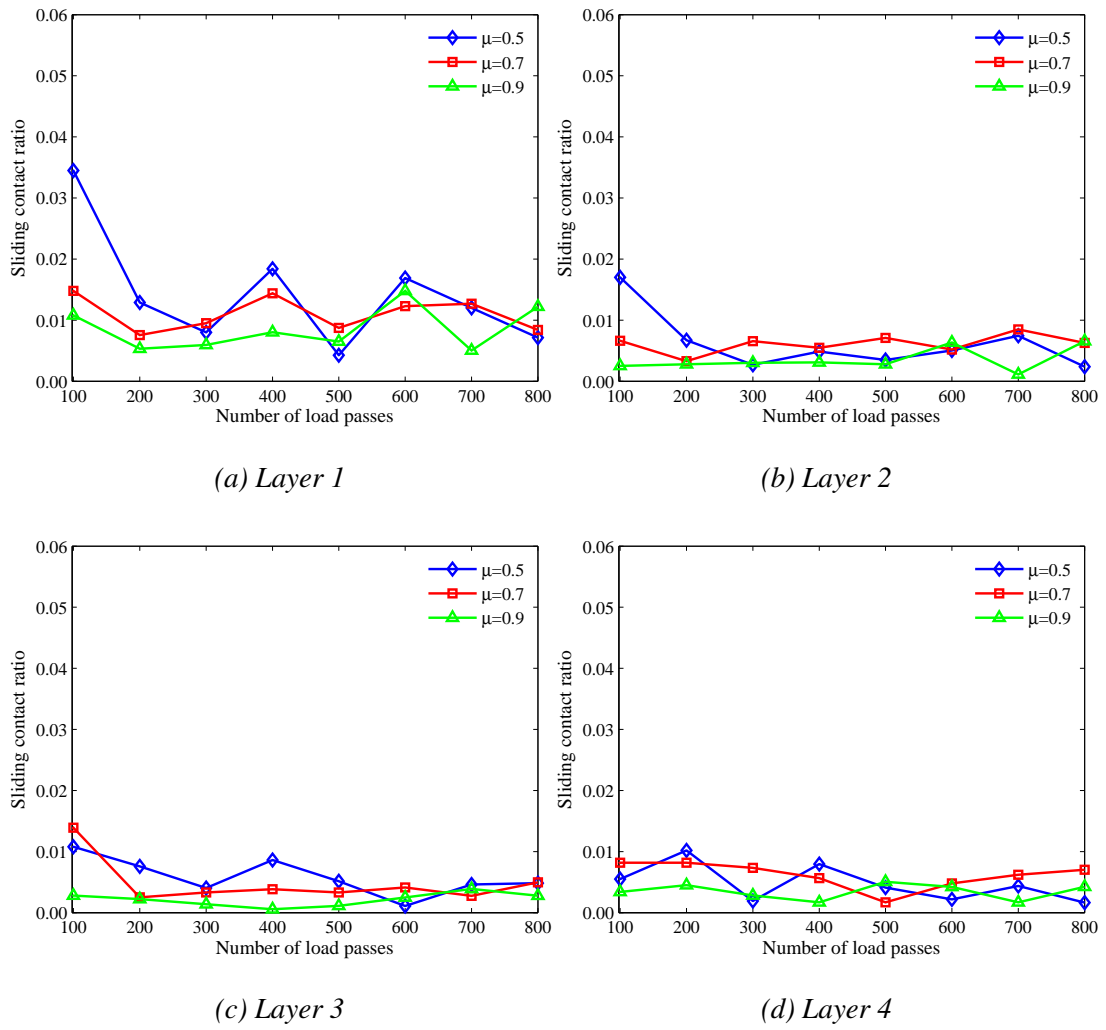 0.06
0.05
0.04
0.03
0.02
0.01
0.00
Sliding contact ratio
μ=0.5
μ=0.7
μ=0.9
100 200 300 400 500 600 700 800
Number of load passes
(a) Layer 1
0.06
0.05
0.04
0.03
0.02
0.01
0.00
Sliding contact ratio
μ=0.5
μ=0.7
μ=0.9
100 200 300 400 500 600 700 800
Number of load passes
(b) Layer 2
0.06
0.05
0.04
0.03
0.02
0.01
0.00
Sliding contact ratio
μ=0.5
μ=0.7
μ=0.9
100 200 300 400 500 600 700 800
Number of load passes
(c) Layer 3
0.06
0.05
0.04
0.03
0.02
0.01
0.00
Sliding contact ratio
μ=0.5
μ=0.7
μ=0.9
100 200 300 400 500 600 700 800
Number of load passes
(d) Layer 4